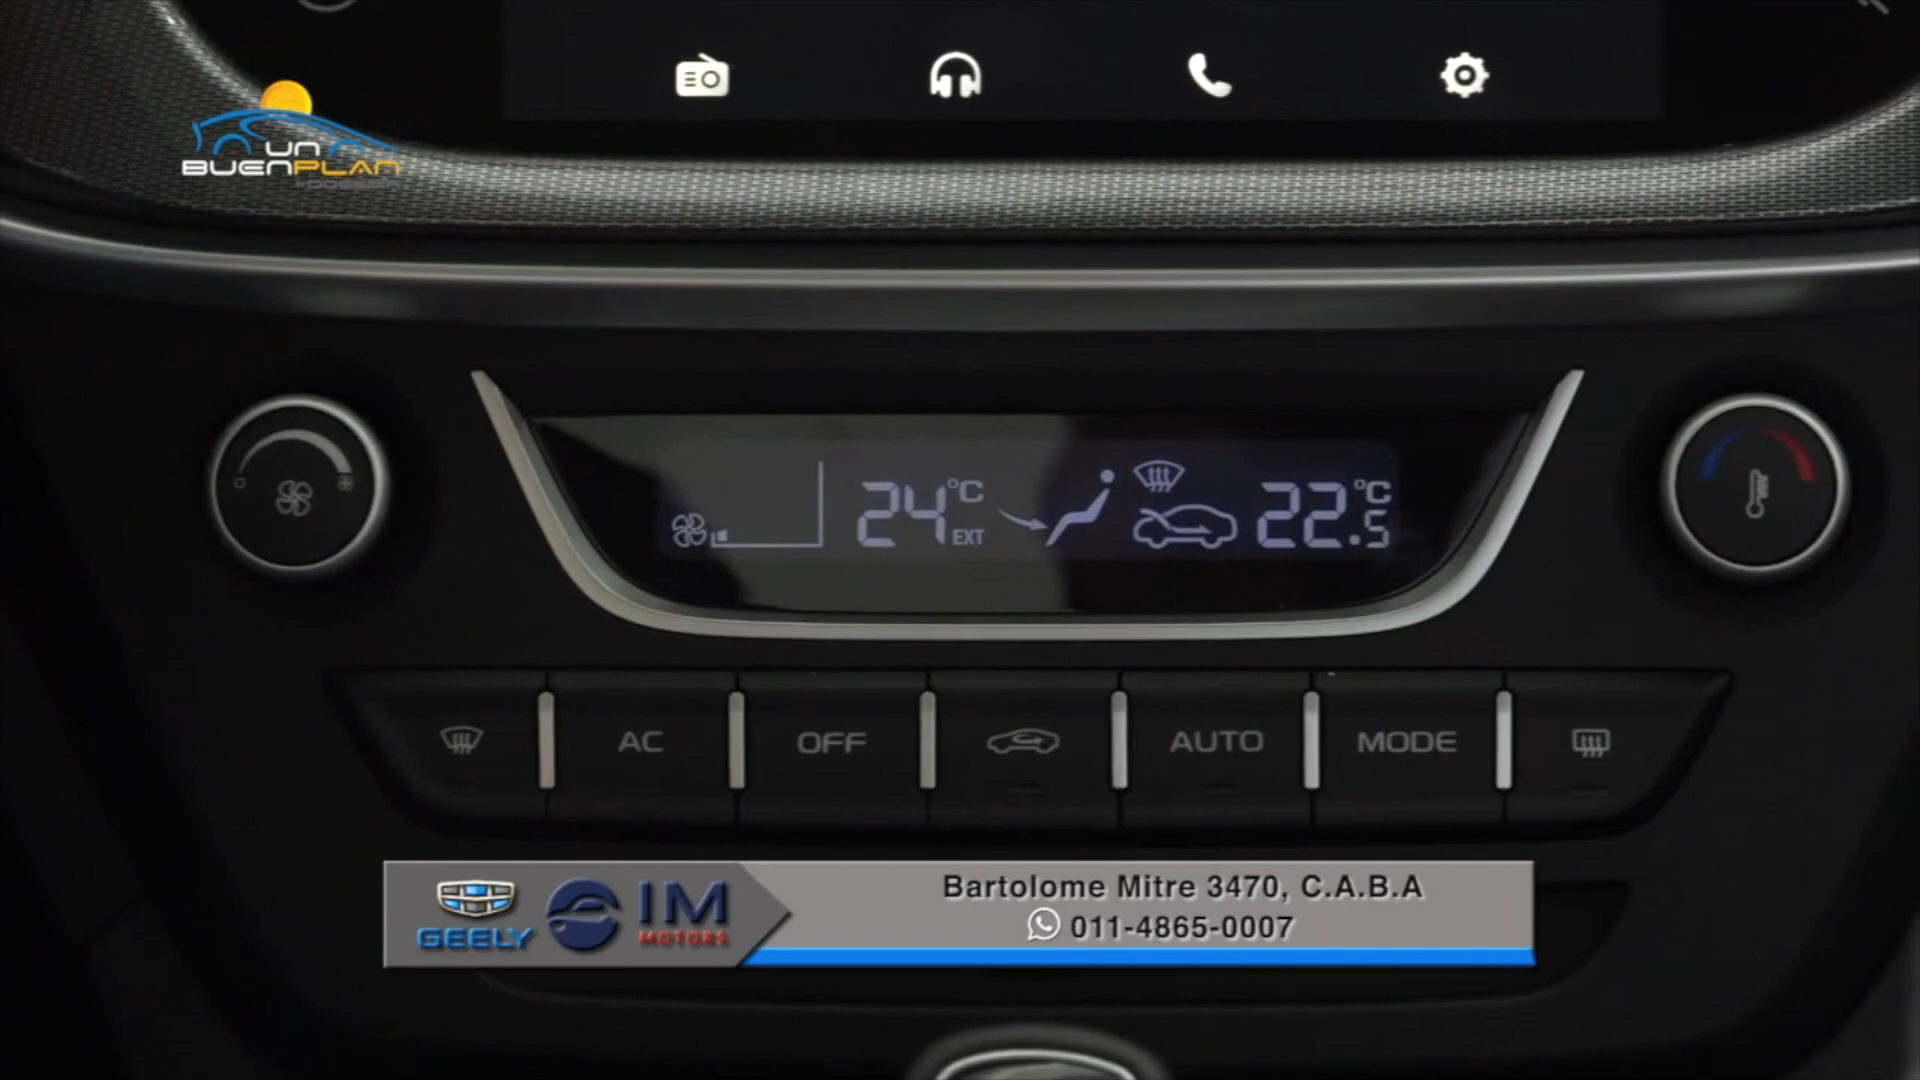 UN
BUENPLAN
24°C
EXT
22.5°C
AC
OFF
AUTO
MODE
GEELY
IM
MOTORS
Bartolome Mitre 3470, C.A.B.A
011-4865-0007